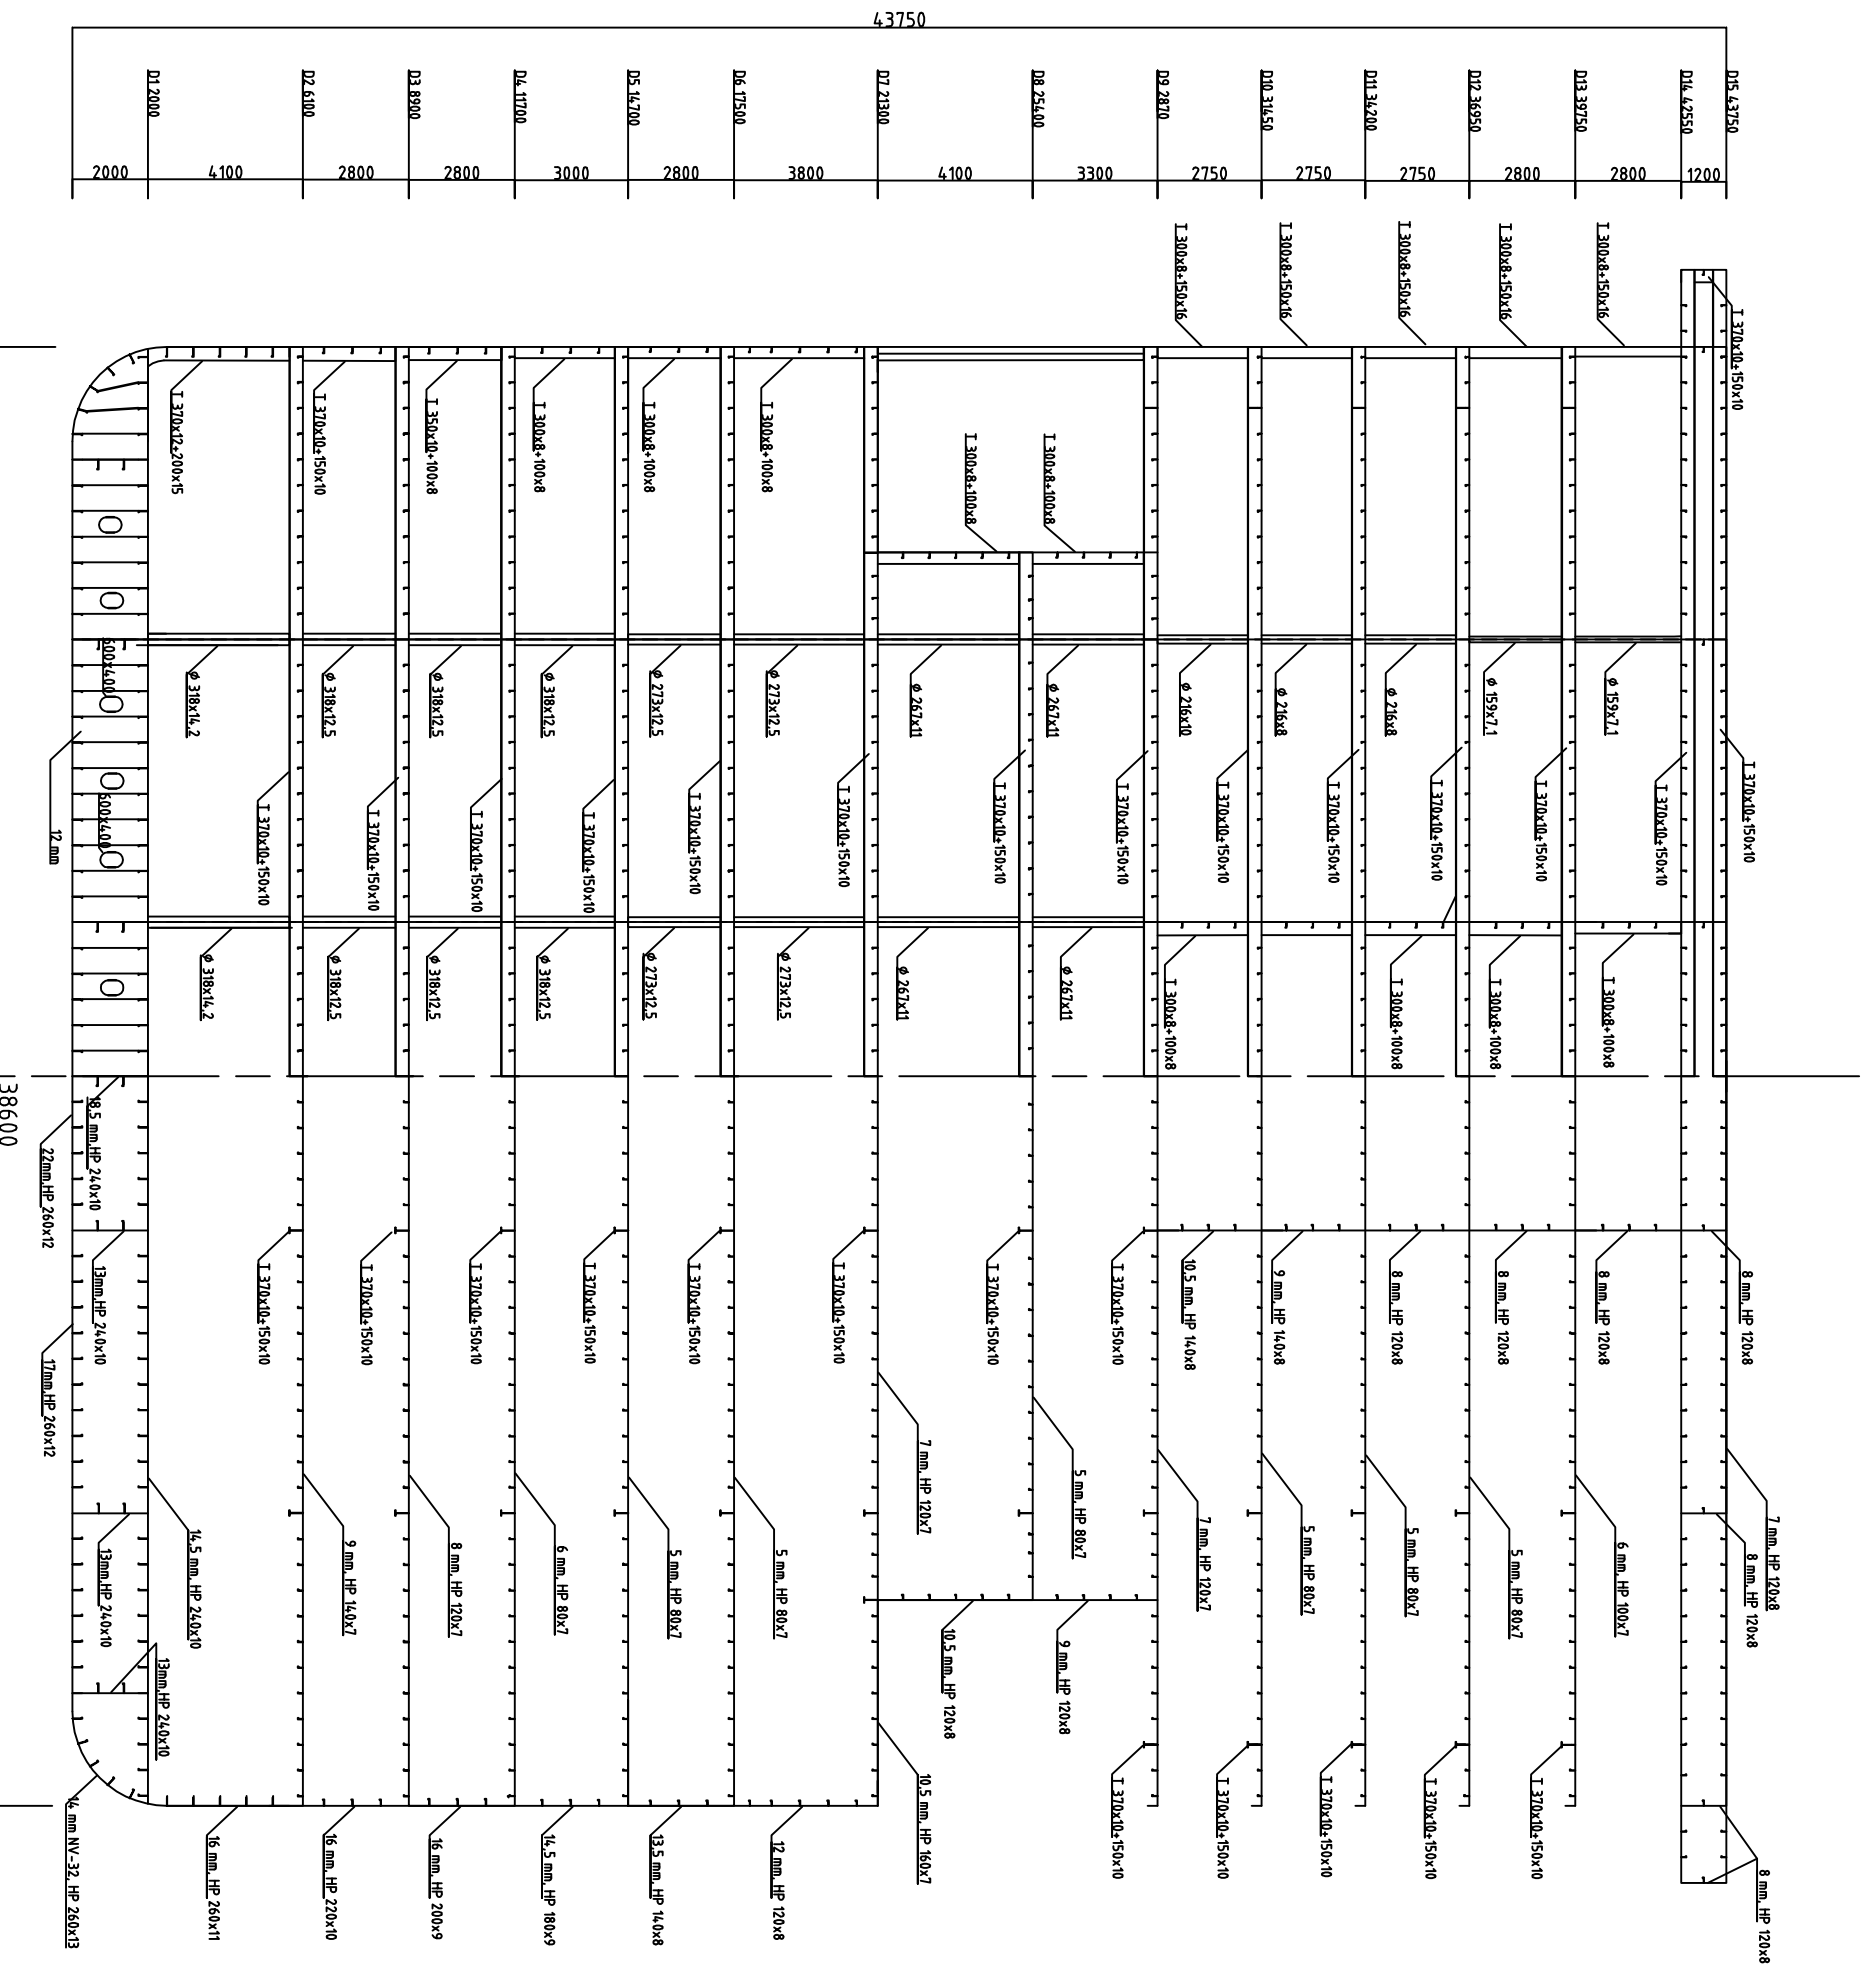 43750
D1 2000
D2 6100
D3 8900
D4 11700
D5 14700
D6 17500
D7 21300
D8 25400
D9 2870
D10 31450
D11 34200
D12 36950
D13 39750
D14 42550
D15 43750
2000
4100
2800
2800
3000
2800
3800
4100
3300
2750
2750
2750
2800
2800
1200
T 300x8+150x16
T 300x8+150x16
T 300x8+150x16
T 300x8+150x16
T 300x8+150x16
T 370x10+150x10
T 370x12+200x15
T 370x10+150x10
T 350x10+100x8
T 300x8+100x8
T 300x8+100x8
T 300x8+100x8
T 300x8+100x8
T 300x8+100x8
600x400
Ø 318x14,2
Ø 318x12,5
Ø 318x12,5
Ø 318x12,5
Ø 273x12,5
Ø 273x12,5
Ø 267x11
Ø 267x11
Ø 216x10
Ø 216x8
Ø 216x8
Ø 159x7,1
Ø 159x7,1
12 mm
600x400
T 370x10+150x10
T 370x10+150x10
T 370x10+150x10
T 370x10+150x10
T 370x10+150x10
T 370x10+150x10
T 370x10+150x10
T 370x10+150x10
T 370x10+150x10
T 370x10+150x10
T 370x10+150x10
T 370x10+150x10
T 370x10+150x10
T 370x10+150x10
Ø 318x14,2
Ø 318x12,5
Ø 318x12,5
Ø 318x12,5
Ø 273x12,5
Ø 273x12,5
Ø 267x11
Ø 267x11
T 300x8+100x8
T 300x8+100x8
T 300x8+100x8
T 300x8+100x8
38600
22mm,HP 260x12
18,5 mm,HP 240x10
17mm,HP 260x12
13mm,HP 240x10
T 370x10+150x10
T 370x10+150x10
T 370x10+150x10
T 370x10+150x10
T 370x10+150x10
T 370x10+150x10
T 370x10+150x10
T 370x10+150x10
10,5 mm, HP 140x8
9 mm, HP 140x8
8 mm, HP 120x8
8 mm, HP 120x8
8 mm, HP 120x8
8 mm, HP 120x8
13mm,HP 240x10
14,5 mm, HP 240x10
9 mm, HP 140x7
8 mm, HP 120x7
6 mm, HP 80x7
5 mm, HP 80x7
5 mm, HP 80x7
7 mm, HP 120x7
5 mm, HP 80x7
7 mm, HP 120x7
5 mm, HP 80x7
5 mm, HP 80x7
5 mm, HP 80x7
6 mm, HP 100x7
8 mm, HP 120x8
7 mm, HP 120x8
13mm,HP 240x10
10,5 mm, HP 120x8
9 mm, HP 120x8
14 mm NV-32, HP 260x13
16 mm, HP 260x11
16 mm, HP 220x10
16 mm, HP 200x9
14,5 mm, HP 180x9
13,5 mm, HP 140x8
12 mm, HP 120x8
10,5 mm, HP 160x7
T 370x10+150x10
T 370x10+150x10
T 370x10+150x10
T 370x10+150x10
T 370x10+150x10
8 mm, HP 120x8